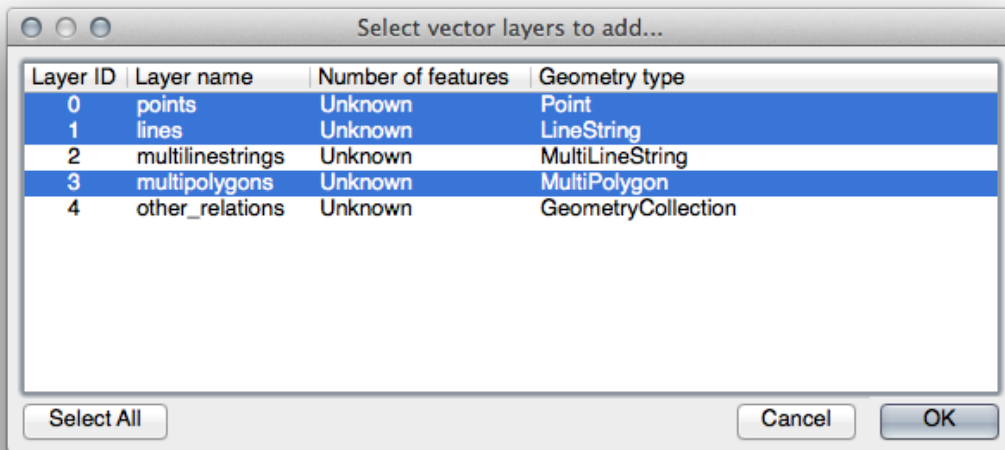 Select vector layers to add...
Layer ID Layer name Number of features Geometry type
0 points Unknown Point
1 lines Unknown LineString
2 multilinestrings Unknown MultiLineString
3 multipolygons Unknown MultiPolygon
4 other_relations Unknown GeometryCollection
Select All Cancel OK